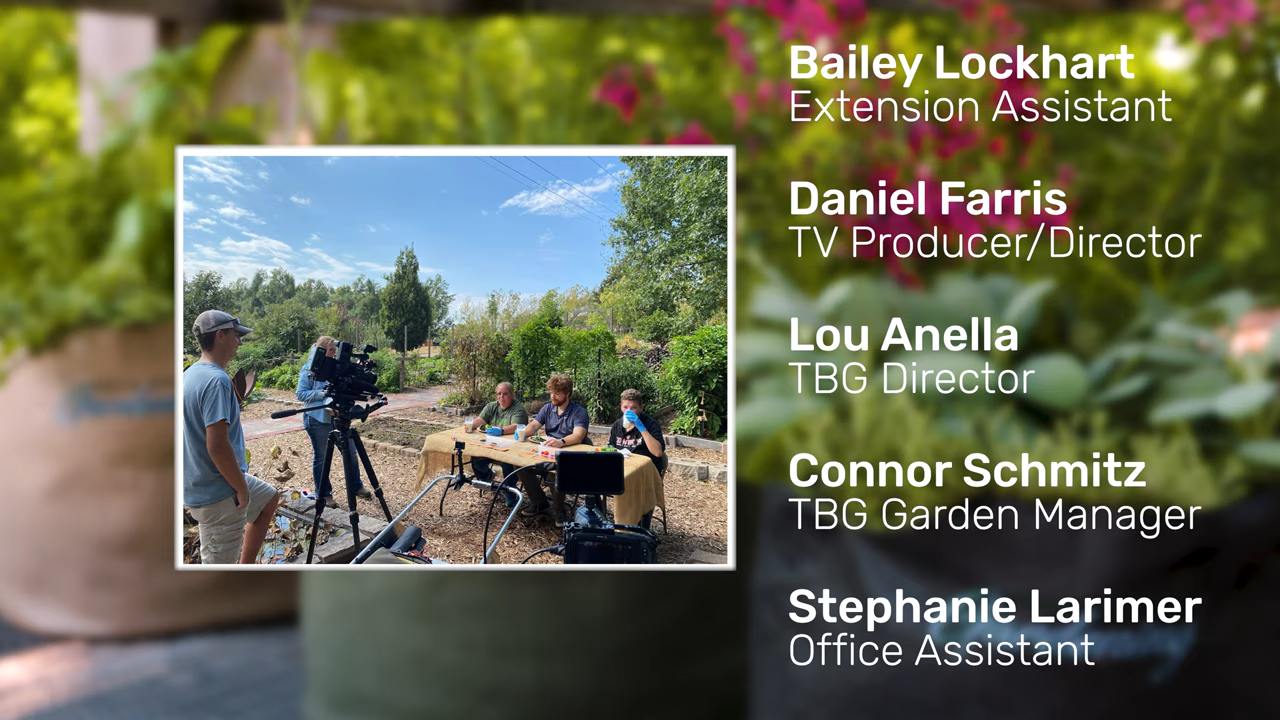 Bailey Lockhart
Extension Assistant
Daniel Farris
TV Producer/Director
Lou Anella
TBG Director
Connor Schmitz
TBG Garden Manager
Stephanie Larimer
Office Assistant